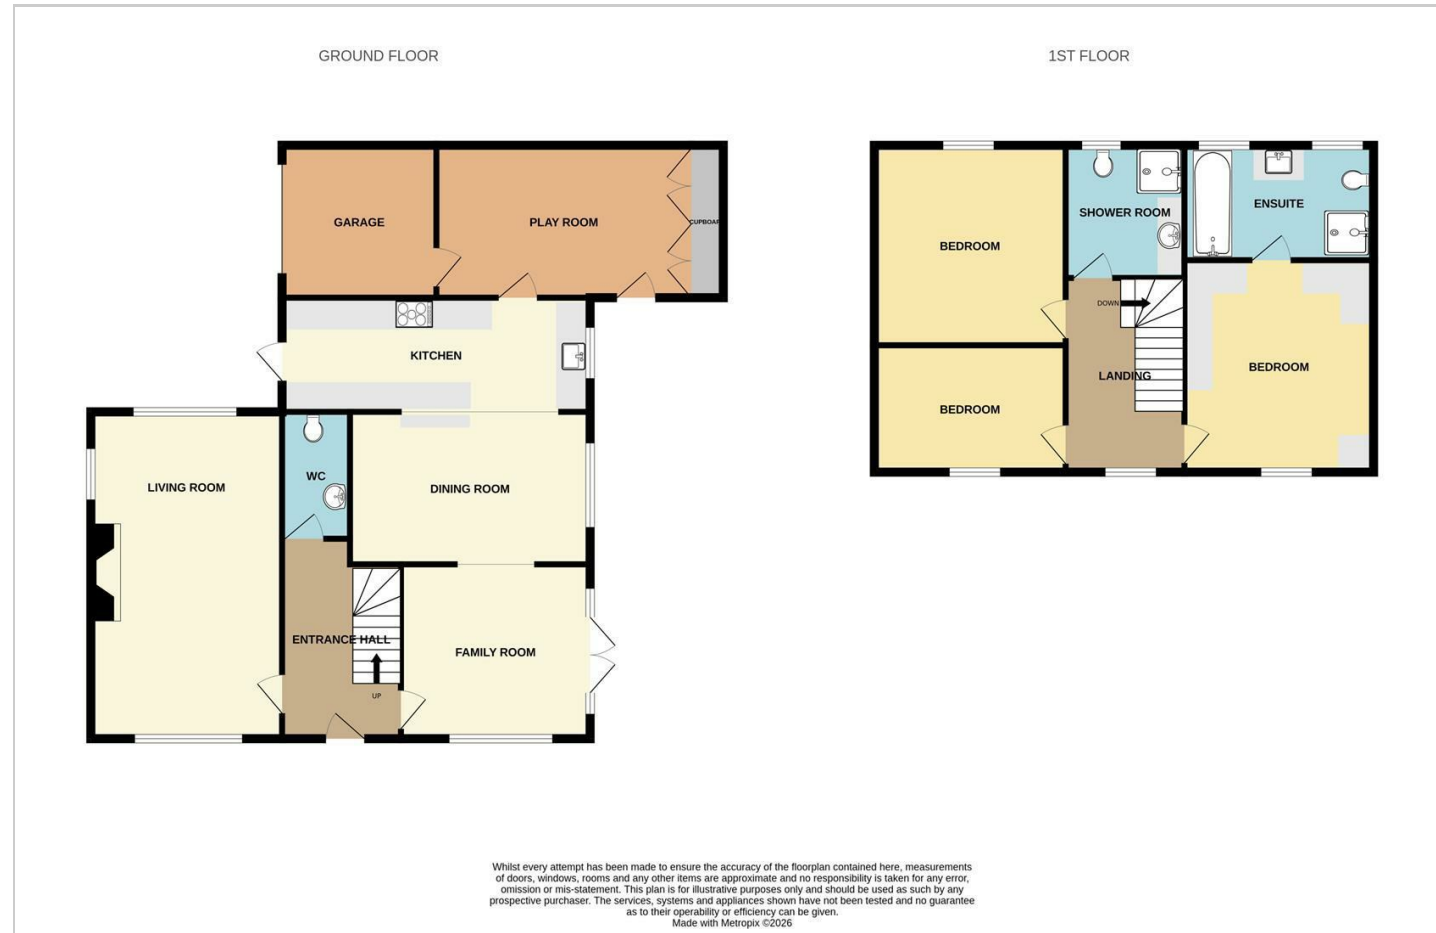 GROUND FLOOR
GARAGE
PLAY ROOM
CUPBOAR
KITCHEN
LIVING ROOM
WC
DINING ROOM
ENTRANCE HALL
FAMILY ROOM
UP
1ST FLOOR
SHOWER ROOM
ENSUITE
BEDROOM
DOWN
BEDROOM
LANDING
BEDROOM
Whilst every attempt has been made to ensure the accuracy of the floorplan contained here, measurements
of doors, windows, rooms and any other items are approximate and no responsibility is taken for any error,
omission or mis-statement. This plan is for illustrative purposes only and should be used as such by any
prospective purchaser. The services, systems and appliances shown have not been tested and no guarantee
as to their operability or efficiency can be given.
Made with Metropix ©2026